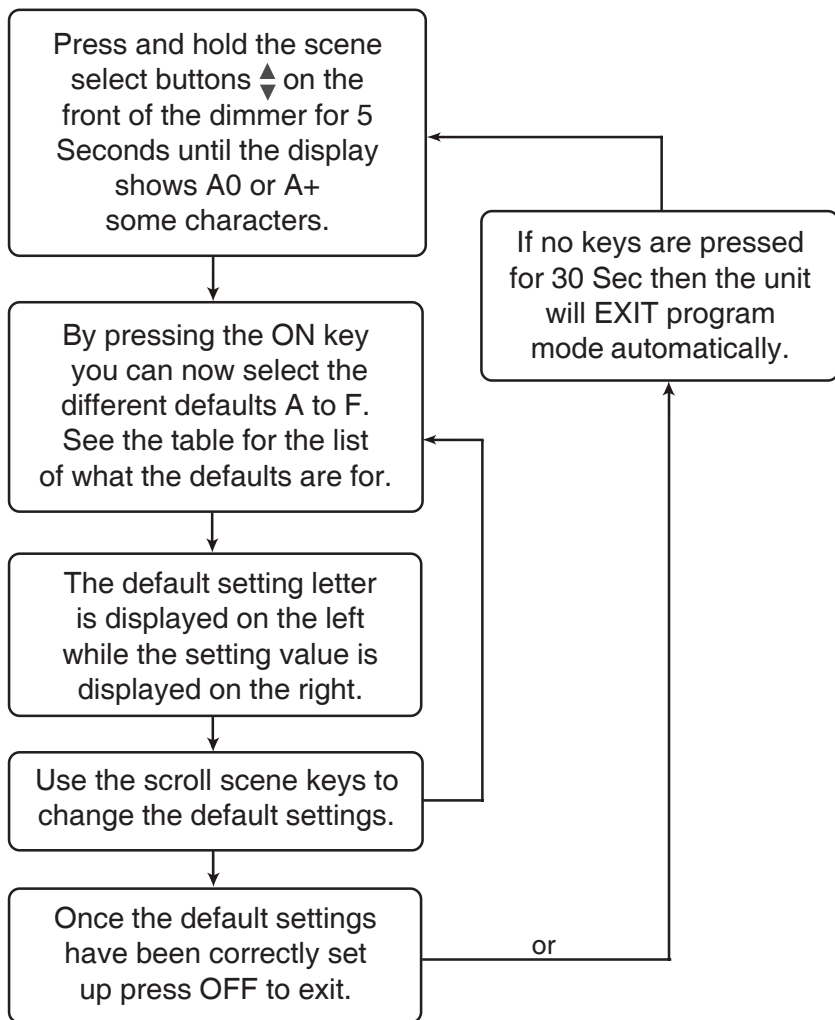 Press and hold the scene
select buttons ▲▼ on the
front of the dimmer for 5
Seconds until the display
shows A0 or A+
some characters.
By pressing the ON key
you can now select the
different defaults A to F.
See the table for the list
of what the defaults are for.
The default setting letter
is displayed on the left
while the setting value is
displayed on the right.
Use the scroll scene keys to
change the default settings.
Once the default settings
have been correctly set
up press OFF to exit.
or
If no keys are pressed
for 30 Sec then the unit
will EXIT program
mode automatically.